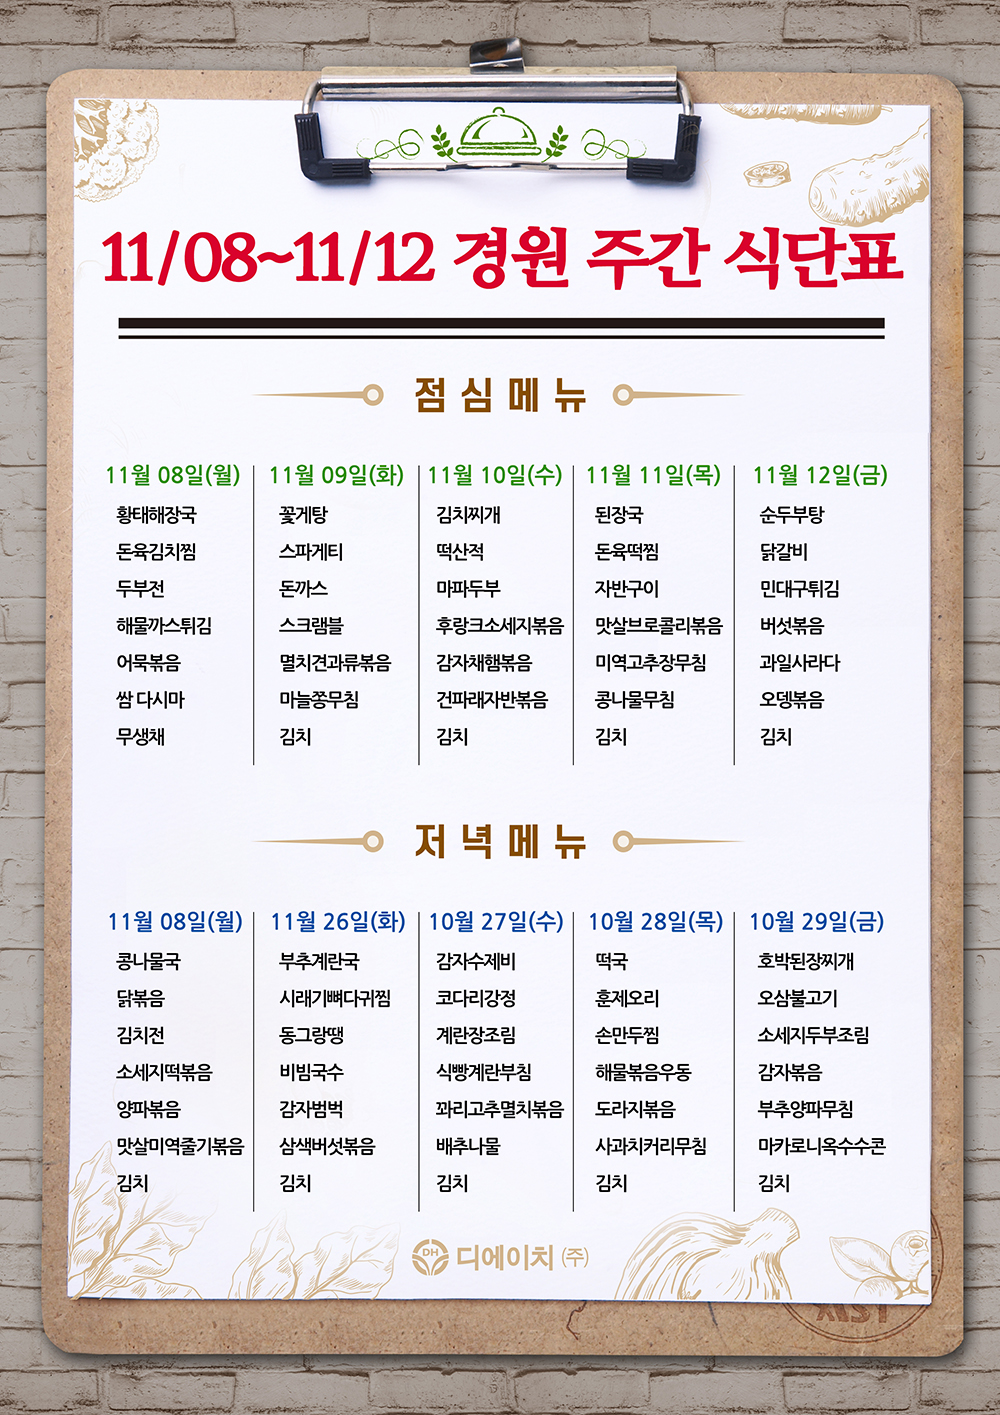 11/08~11/12 경원 주간 식단표
점심메뉴
11월 08일(월)
황태해장국
돈육김치찜
두부전
해물까스튀김
어묵볶음
쌈 다시마
무생채
11월 09일(화)
꽃게탕
스파게티
돈까스
스크램블
멸치견과류볶음
마늘쫑무침
김치
11월 10일(수)
김치찌개
떡산적
마파두부
후랑크소세지볶음
감자채햄볶음
건파래자반볶음
김치
11월 11일(목)
된장국
돈육떡찜
자반구이
맛살브로콜리볶음
미역고추장무침
콩나물무침
김치
11월 12일(금)
순두부탕
닭갈비
민대구튀김
버섯볶음
과일사라다
오뎅볶음
김치
저녁메뉴
11월 08일(월)
콩나물국
닭볶음
김치전
소세지떡볶음
양파볶음
맛살미역줄기볶음
김치
11월 26일(화)
부추계란국
시래기뼈다귀찜
동그랑땡
비빔국수
감자범벅
삼색버섯볶음
김치
10월 27일(수)
감자수제비
코다리강정
계란장조림
식빵계란부침
꽈리고추멸치볶음
배추나물
김치
10월 28일(목)
떡국
훈제오리
손만두찜
해물볶음우동
도라지볶음
사과치커리무침
김치
10월 29일(금)
호박된장찌개
오삼불고기
소세지두부조림
감자볶음
부추양파무침
마카로니옥수수콘
김치
DH 디에이치 (주)